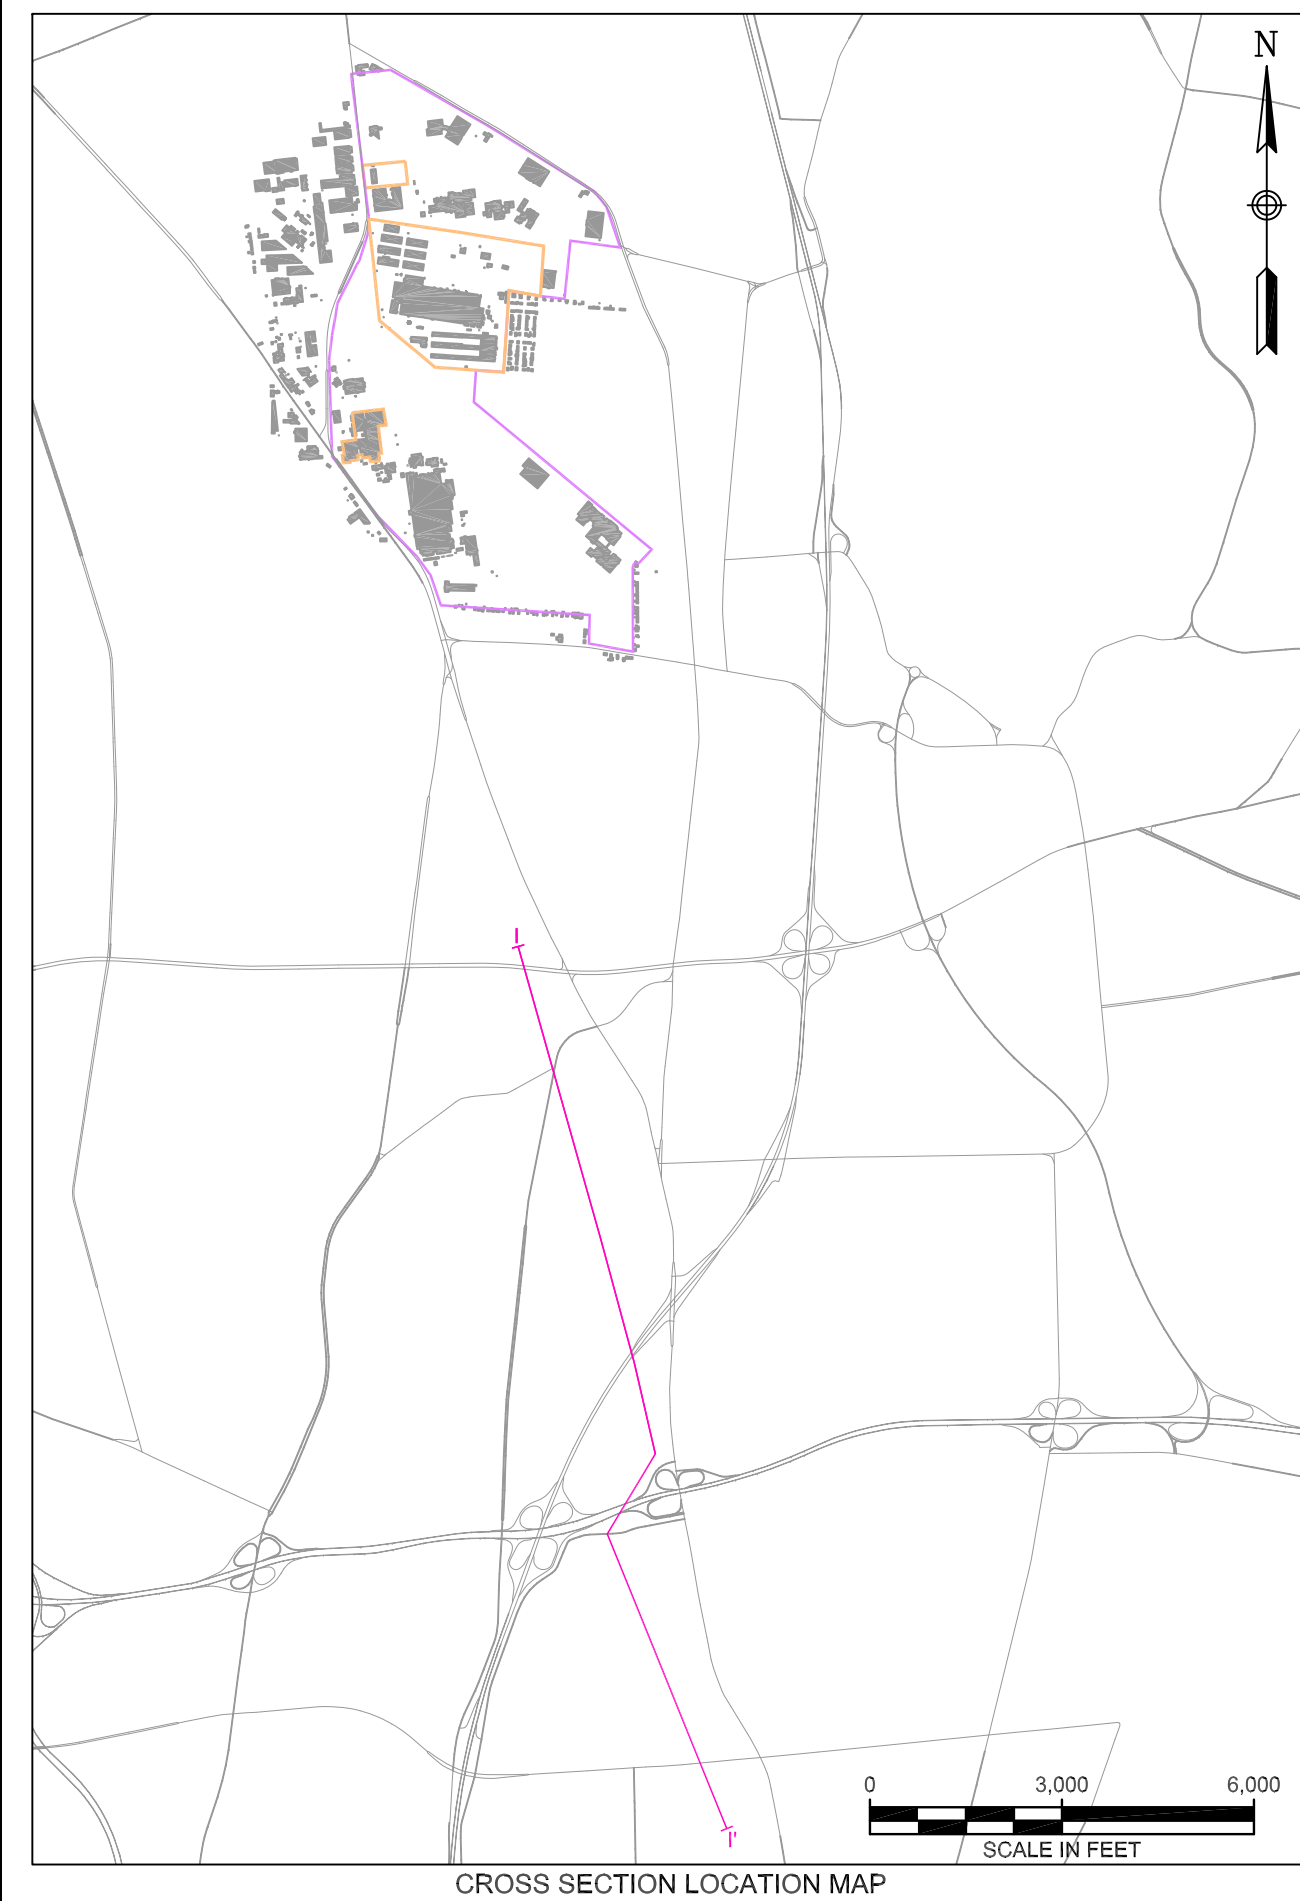 N
I
I'
0 3,000 6,000
SCALE IN FEET
CROSS SECTION LOCATION MAP